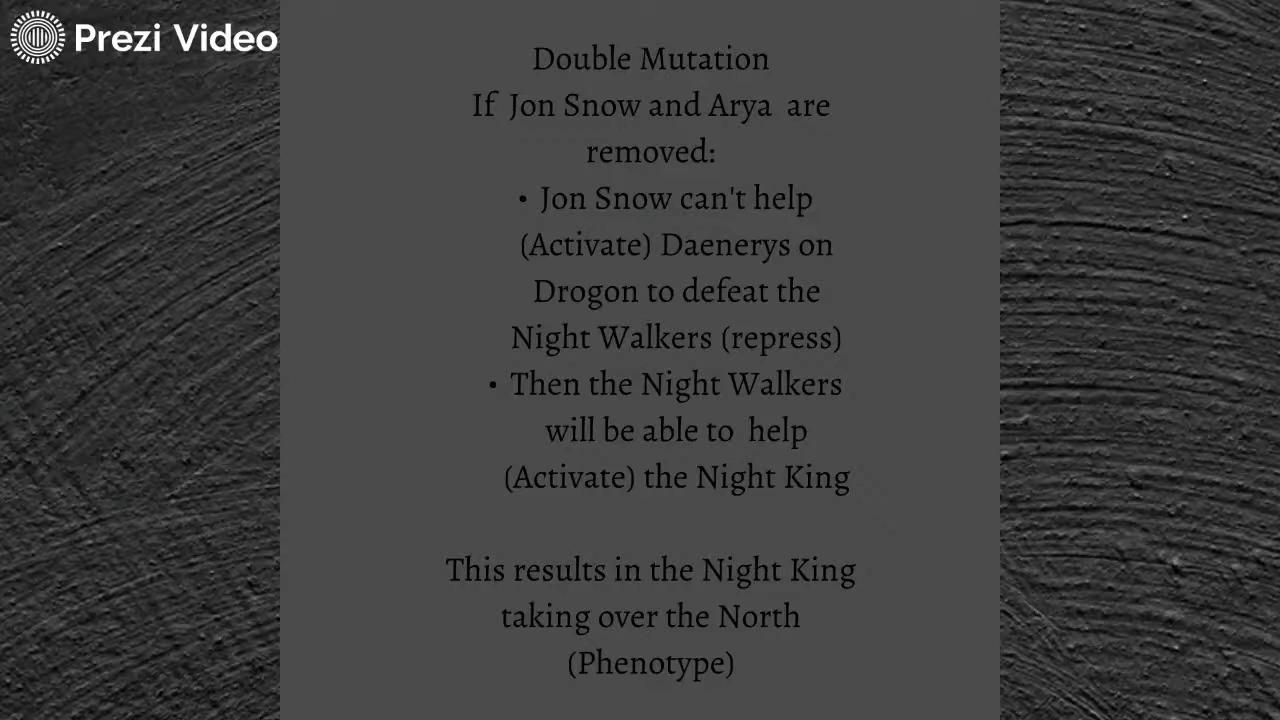 Prezi Video
Double Mutation
If Jon Snow and Arya are
removed:
• Jon Snow can't help
(Activate) Daenerys on
Drogon to defeat the
Night Walkers (repress)
• Then the Night Walkers
will be able to help
(Activate) the Night King
This results in the Night King
taking over the North
(Phenotype)